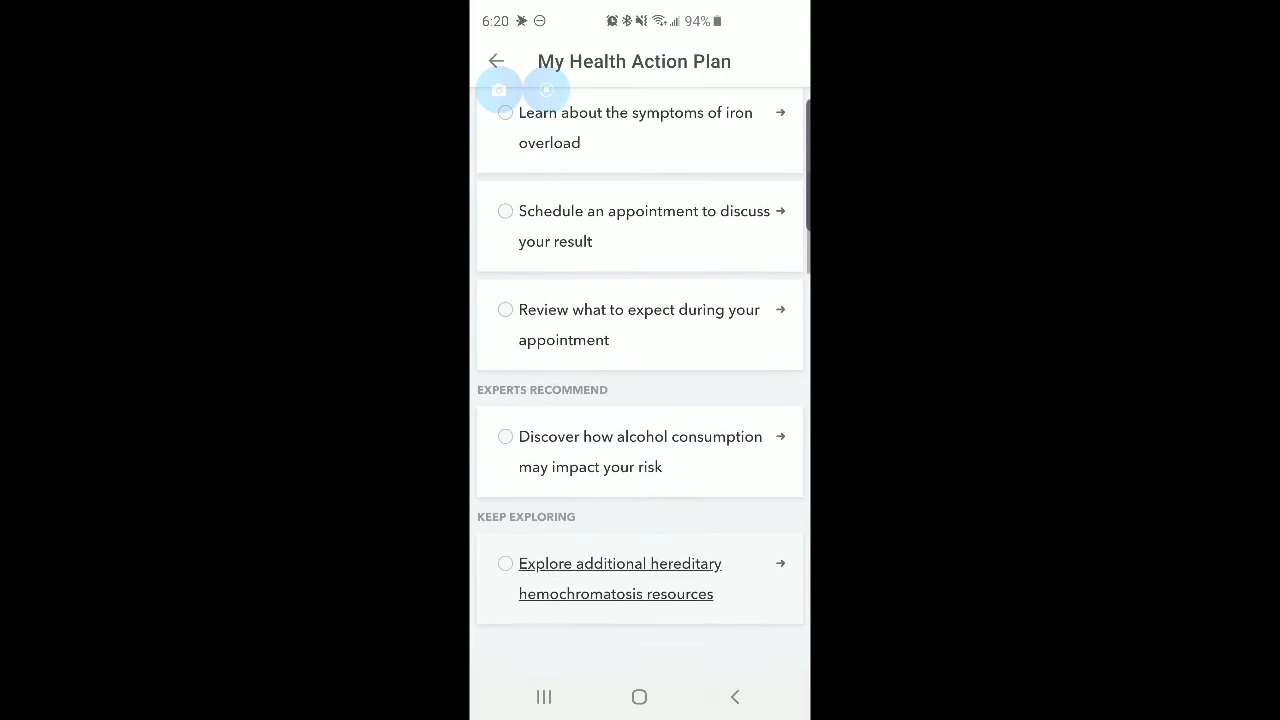 6:20 94%
My Health Action Plan
Learn about the symptoms of iron
overload
Schedule an appointment to discuss
your result
Review what to expect during your
appointment
EXPERTS RECOMMEND
Discover how alcohol consumption
may impact your risk
KEEP EXPLORING
Explore additional hereditary
hemochromatosis resources